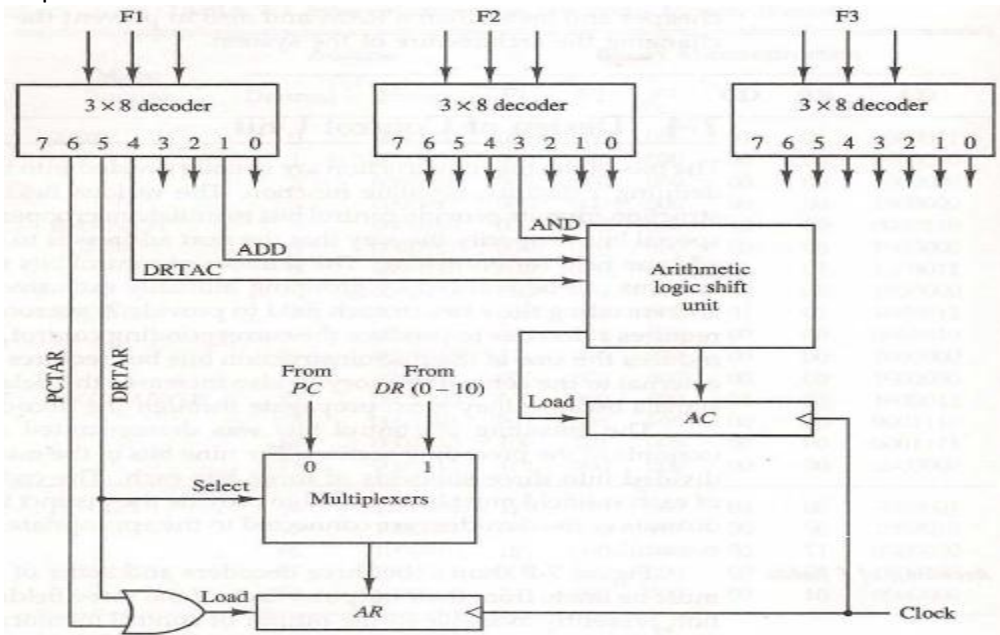 F1 F2 F3
3 × 8 decoder 3 × 8 decoder 3 × 8 decoder
7 6 5 4 3 2 1 0 7 6 5 4 3 2 1 0 7 6 5 4 3 2 1 0
AND
ADD
Arithmetic
logic shift
unit
DRTAC
PCTAR
DRTAR
From
PC
From
DR (0 – 10)
Load
AC
0 1
Select
Multiplexers
Load
AR
Clock